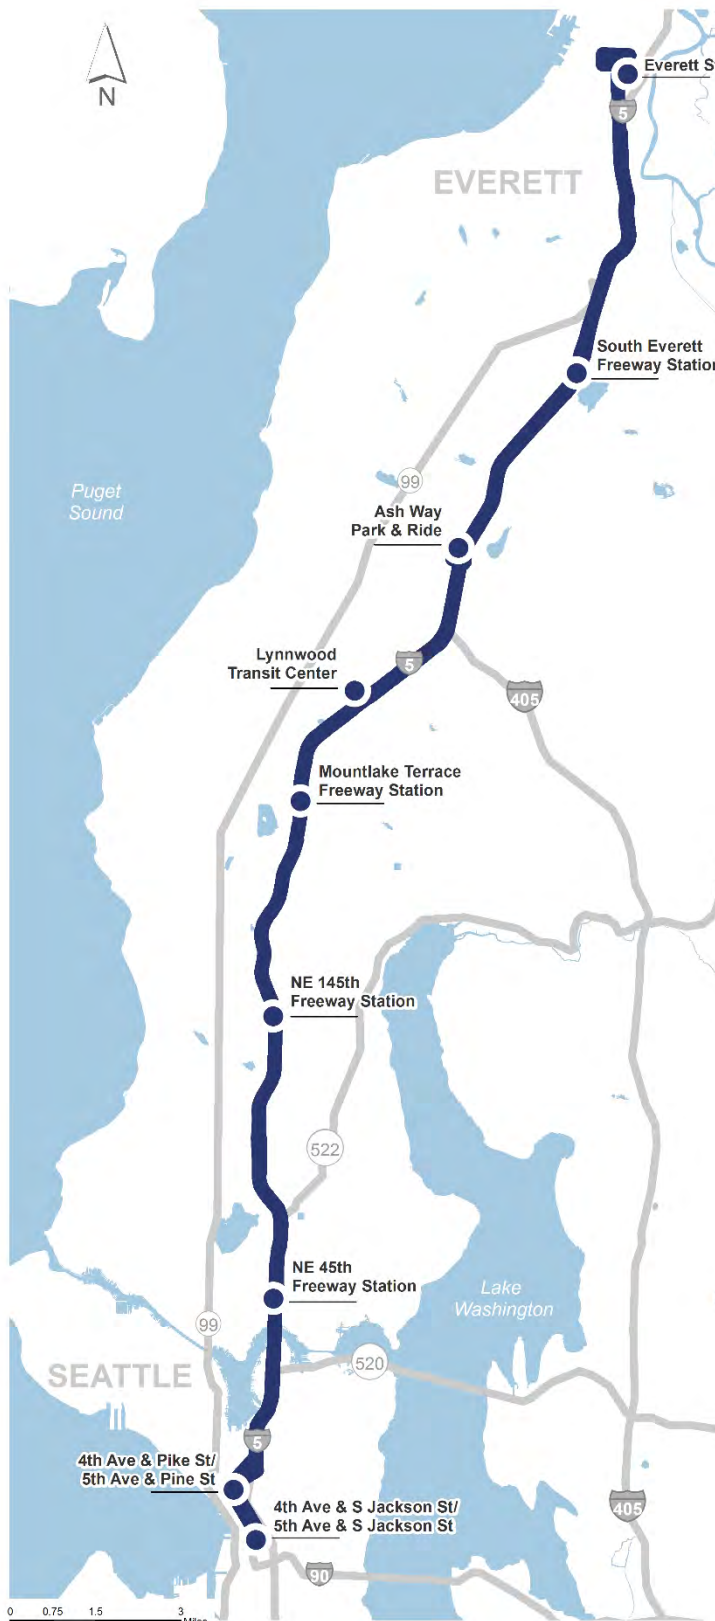 N
Everett
5
EVERETT
South Everett
Freeway Station
99
Puget
Sound
Ash Way
Park & Ride
Lynnwood
Transit Center
5
405
Mountlake Terrace
Freeway Station
NE 145th
Freeway Station
522
NE 45th
Freeway Station
Lake
Washington
99
520
SEATTLE
5
4th Ave & Pike St/
5th Ave & Pine St
4th Ave & S Jackson St/
5th Ave & S Jackson St
405
90
0 0.75 1.5 3
Miles